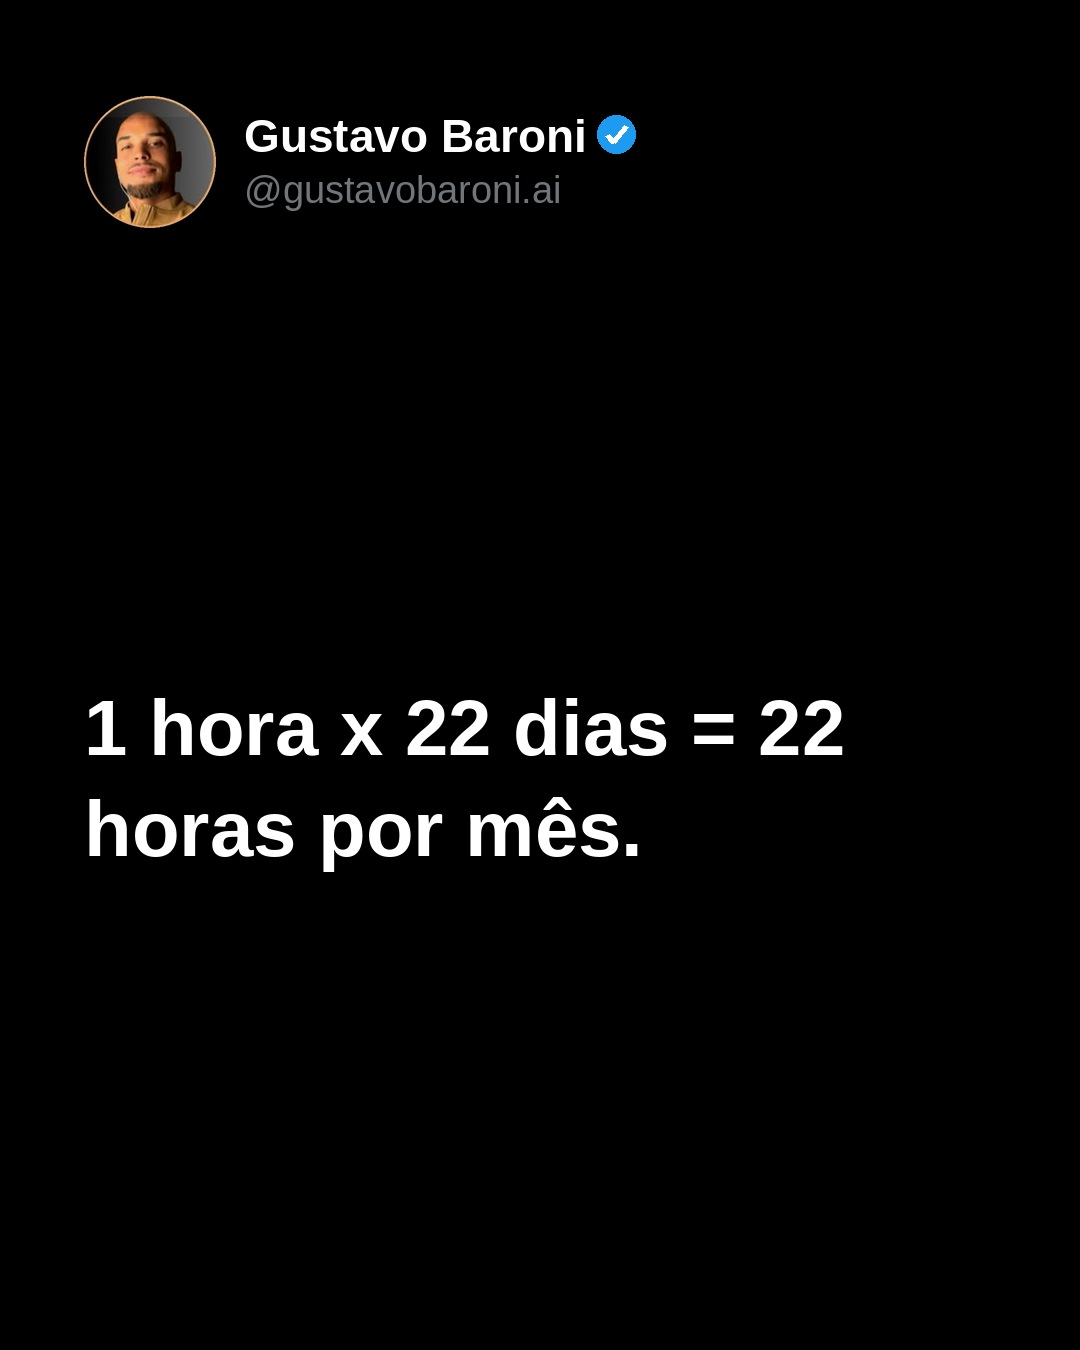 Gustavo Baroni
@gustavobaroni.ai
1 hora x 22 dias = 22
horas por mês.